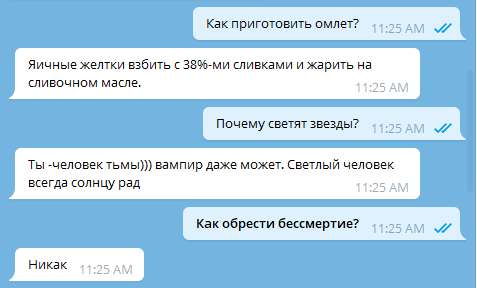 Как приготовить омлет? 11:25 AM
Яичные желтки взбить с 38%-ми сливками и жарить на
сливочном масле.
11:25 AM
Почему светят звезды? 11:25 AM
Ты -человек тьмы))) вампир даже может. Светлый человек
всегда солнцу рад
11:25 AM
Как обрести бессмертие? 11:25 AM
Никак 11:25 AM